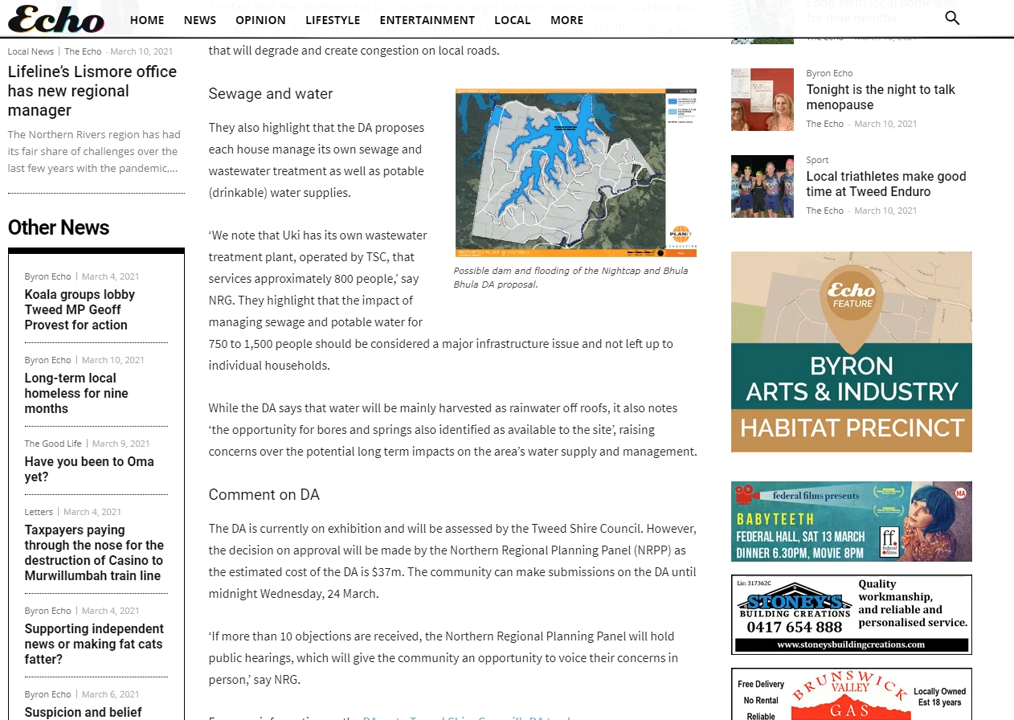 Echo
HOME
NEWS
OPINION
LIFESTYLE
ENTERTAINMENT
LOCAL
MORE
Local News | The Echo - March 10, 2021
Lifeline's Lismore office
has new regional
manager
The Northern Rivers region has had
its fair share of challenges over the
last few years with the pandemic,...
Other News
Byron Echo | March 4, 2021
Koala groups lobby
Tweed MP Geoff
Provest for action
Byron Echo | March 10, 2021
Long-term local
homeless for nine
months
The Good Life | March 9, 2021
Have you been to Oma
yet?
Letters | March 4, 2021
Taxpayers paying
through the nose for the
destruction of Casino to
Murwillumbah train line
Byron Echo | March 4, 2021
Supporting independent
news or making fat cats
fatter?
Byron Echo | March 6, 2021
Suspicion and belief
that will degrade and create congestion on local roads.
Sewage and water
They also highlight that the DA proposes
each house manage its own sewage and
wastewater treatment as well as potable
(drinkable) water supplies.
'We note that Uki has its own wastewater
treatment plant, operated by TSC, that
services approximately 800 people,' say
NRG. They highlight that the impact of
managing sewage and potable water for
750 to 1,500 people should be considered a major infrastructure issue and not left up to
individual households.
PLANIT
Possible dam and flooding of the Nightcap and Bhula
Bhula DA proposal.
While the DA says that water will be mainly harvested as rainwater off roofs, it also notes
'the opportunity for bores and springs also identified as available to the site', raising
concerns over the potential long term impacts on the area's water supply and management.
Comment on DA
The DA is currently on exhibition and will be assessed by the Tweed Shire Council. However,
the decision on approval will be made by the Northern Regional Planning Panel (NRPP) as
the estimated cost of the DA is $37m. The community can make submissions on the DA until
midnight Wednesday, 24 March.
'If more than 10 objections are received, the Northern Regional Planning Panel will hold
public hearings, which will give the community an opportunity to voice their concerns in
person,' say NRG.
Long-term local homeless
for nine months
Byron Echo
Tonight is the night to talk
menopause
The Echo - March 10, 2021
Sport
Local triathletes make good
time at Tweed Enduro
The Echo - March 10, 2021
Echo
FEATURE
BYRON
ARTS & INDUSTRY
HABITAT PRECINCT
federal films presents
BABYTEETH
FEDERAL HALL, SAT 13 MARCH
DINNER 6.30PM, MOVIE 8PM
ff.
MA
Lic: 317362C
STONEY'S
BUILDING CREATIONS
0417 654 888
Quality
workmanship,
and reliable and
personalised service.
www.stoneysbuildingcreations.com
Free Delivery
No Rental
Reliable
BRUNSWICK
VALLEY
GAS
Locally Owned
Est 18 years